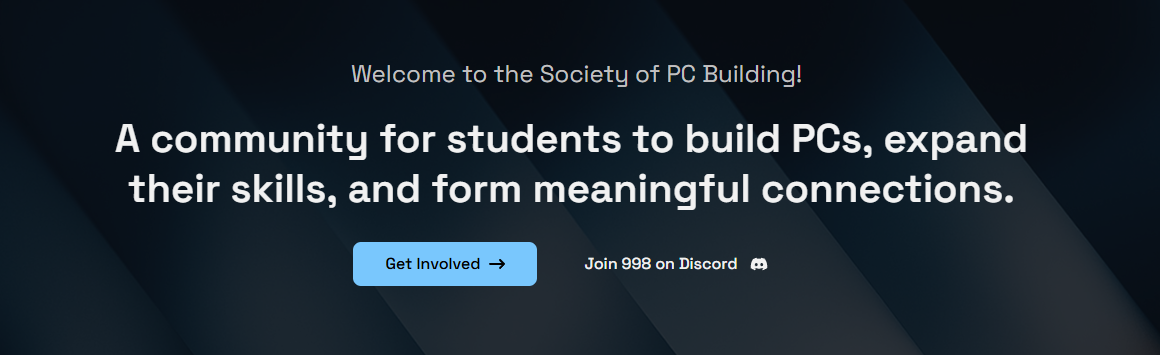 Welcome to the Society of PC Building!
A community for students to build PCs, expand
their skills, and form meaningful connections.
Get Involved →
Join 998 on Discord